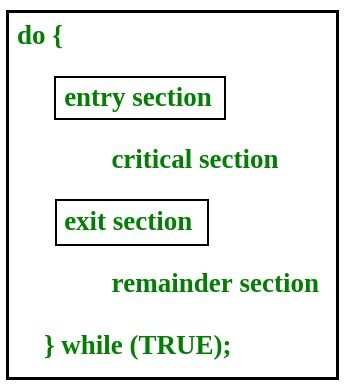 do {
entry section
critical section
exit section
remainder section
} while (TRUE);